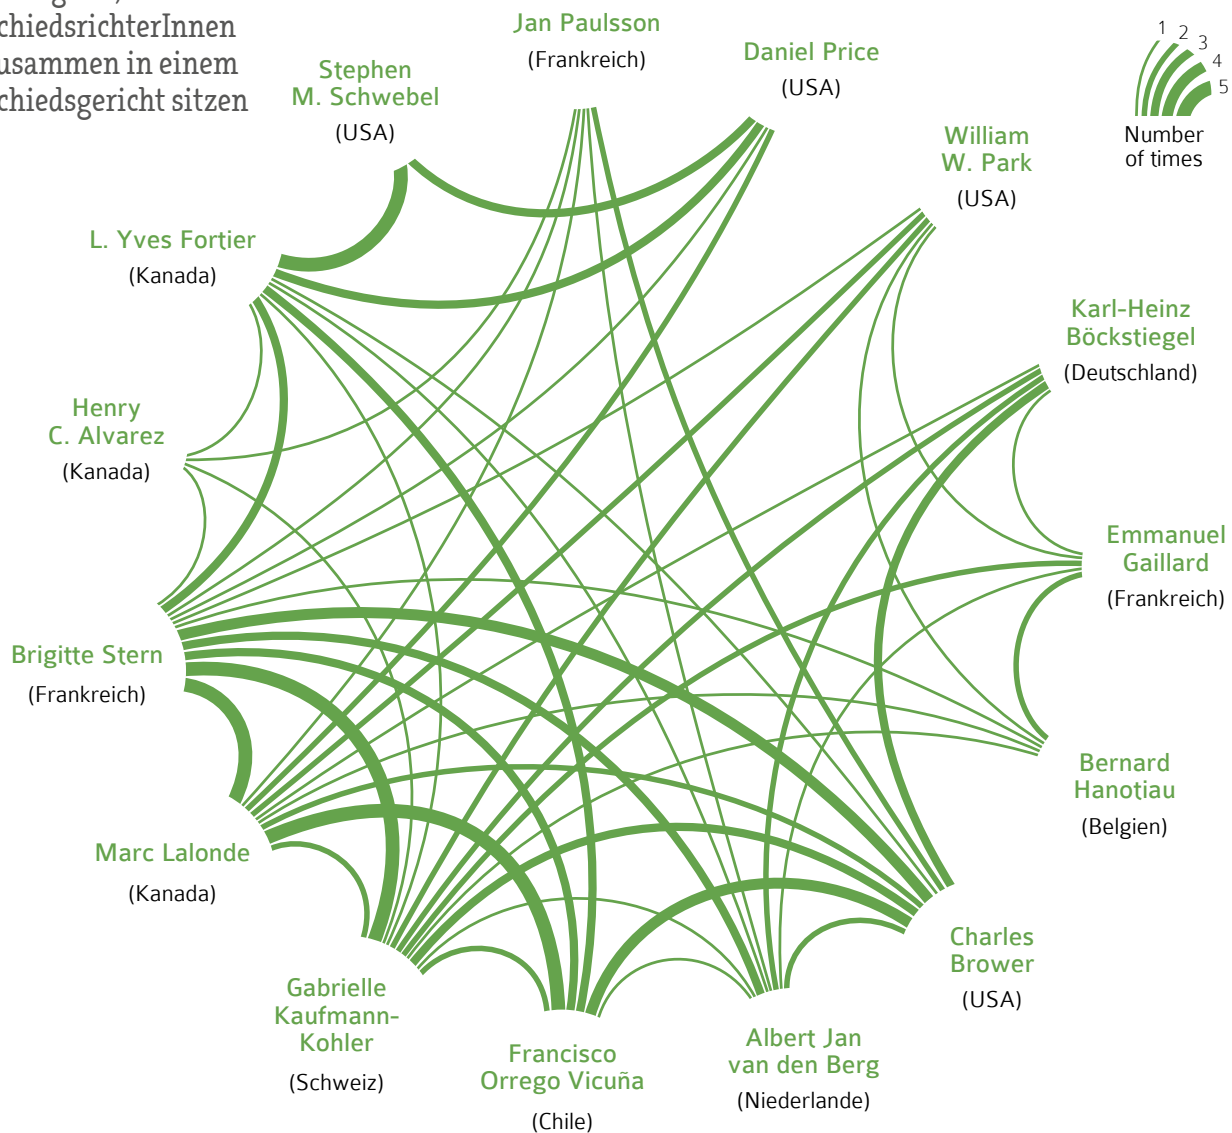 chiedsrichterInnen
usammen in einem
chiedsgericht sitzen
Jan Paulsson
(Frankreich)
Daniel Price
(USA)
Stephen
M. Schwebel
(USA)
1
2
3
4
5
Number
of times
William
W. Park
(USA)
L. Yves Fortier
(Kanada)
Karl-Heinz
Böckstiegel
(Deutschland)
Henry
C. Alvarez
(Kanada)
Emmanuel
Gaillard
(Frankreich)
Brigitte Stern
(Frankreich)
Bernard
Hanotiau
(Belgien)
Marc Lalonde
(Kanada)
Charles
Brower
(USA)
Gabrielle
Kaufmann-
Kohler
(Schweiz)
Francisco
Orrego Vicuña
(Chile)
Albert Jan
van den Berg
(Niederlande)